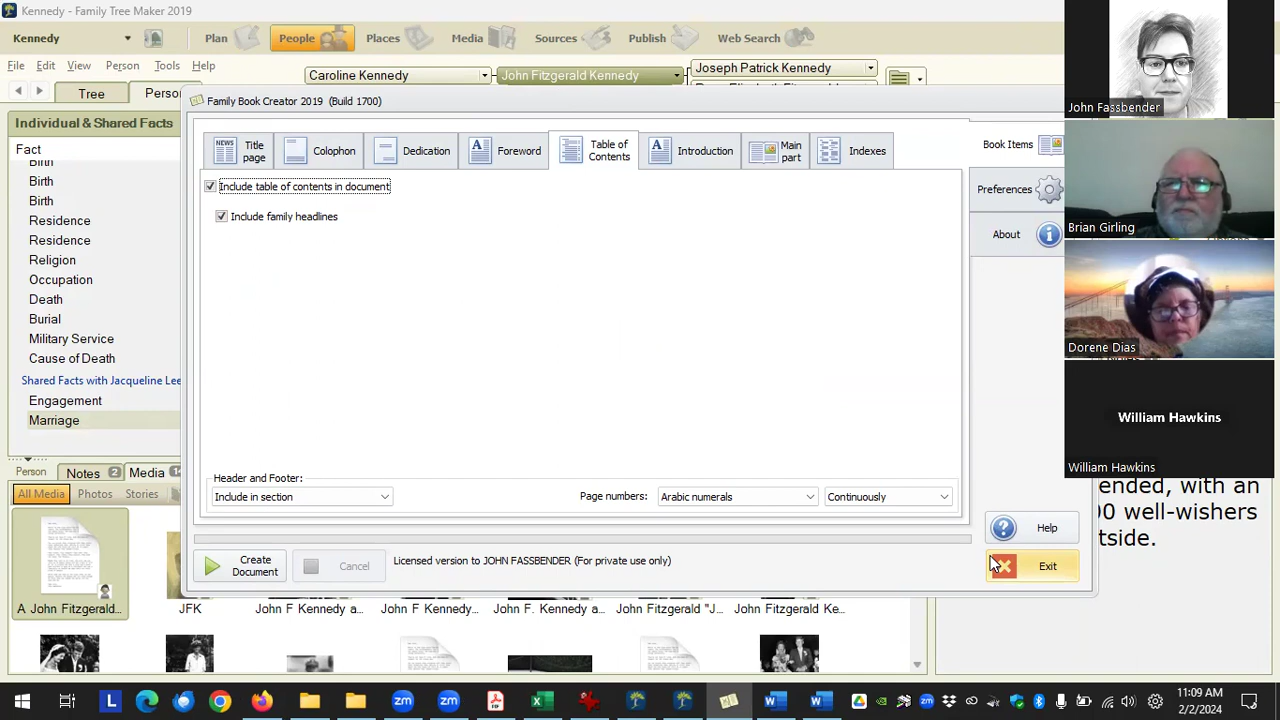 Kennedy - Family Tree Maker 2019
Kennedy Plan People Places Media Sources Publish Web Search
File Edit View Person Tools Help
Caroline Kennedy John Fitzgerald Kennedy Joseph Patrick Kennedy
Tree
Family Book Creator 2019 (Build 1700)
Individual & Shared Facts
Fact
Birth
Birth
Birth
Residence
Residence
Religion
Occupation
Death
Burial
Military Service
Cause of Death
Shared Facts with Jacqueline Lee
Engagement
Marriage
Person Notes 2 Media
All Media Photos Stories
A John Fitzgerald... JFK John F Kennedy a... John F Kennedy... John F. Kennedy a... John Fitzgerald "J... John Fitzgerald Ke...
NEWS Title page
Colophon
Dedication
Foreword
Table of Contents
Introduction
Main part
Indexes
Include table of contents in document
Include family headlines
Header and Footer:
Include in section
Page numbers: Arabic numerals Continuously
Create Document
Cancel
Licensed version to JOHN FASSBENDER (For private use only)
Book Items
Preferences
About
Help
Exit
ended, with an
00 well-wishers
tside.
John Fassbender
Brian Girling
Dorene Dias
William Hawkins
William Hawkins
11:09 AM
2/2/2024